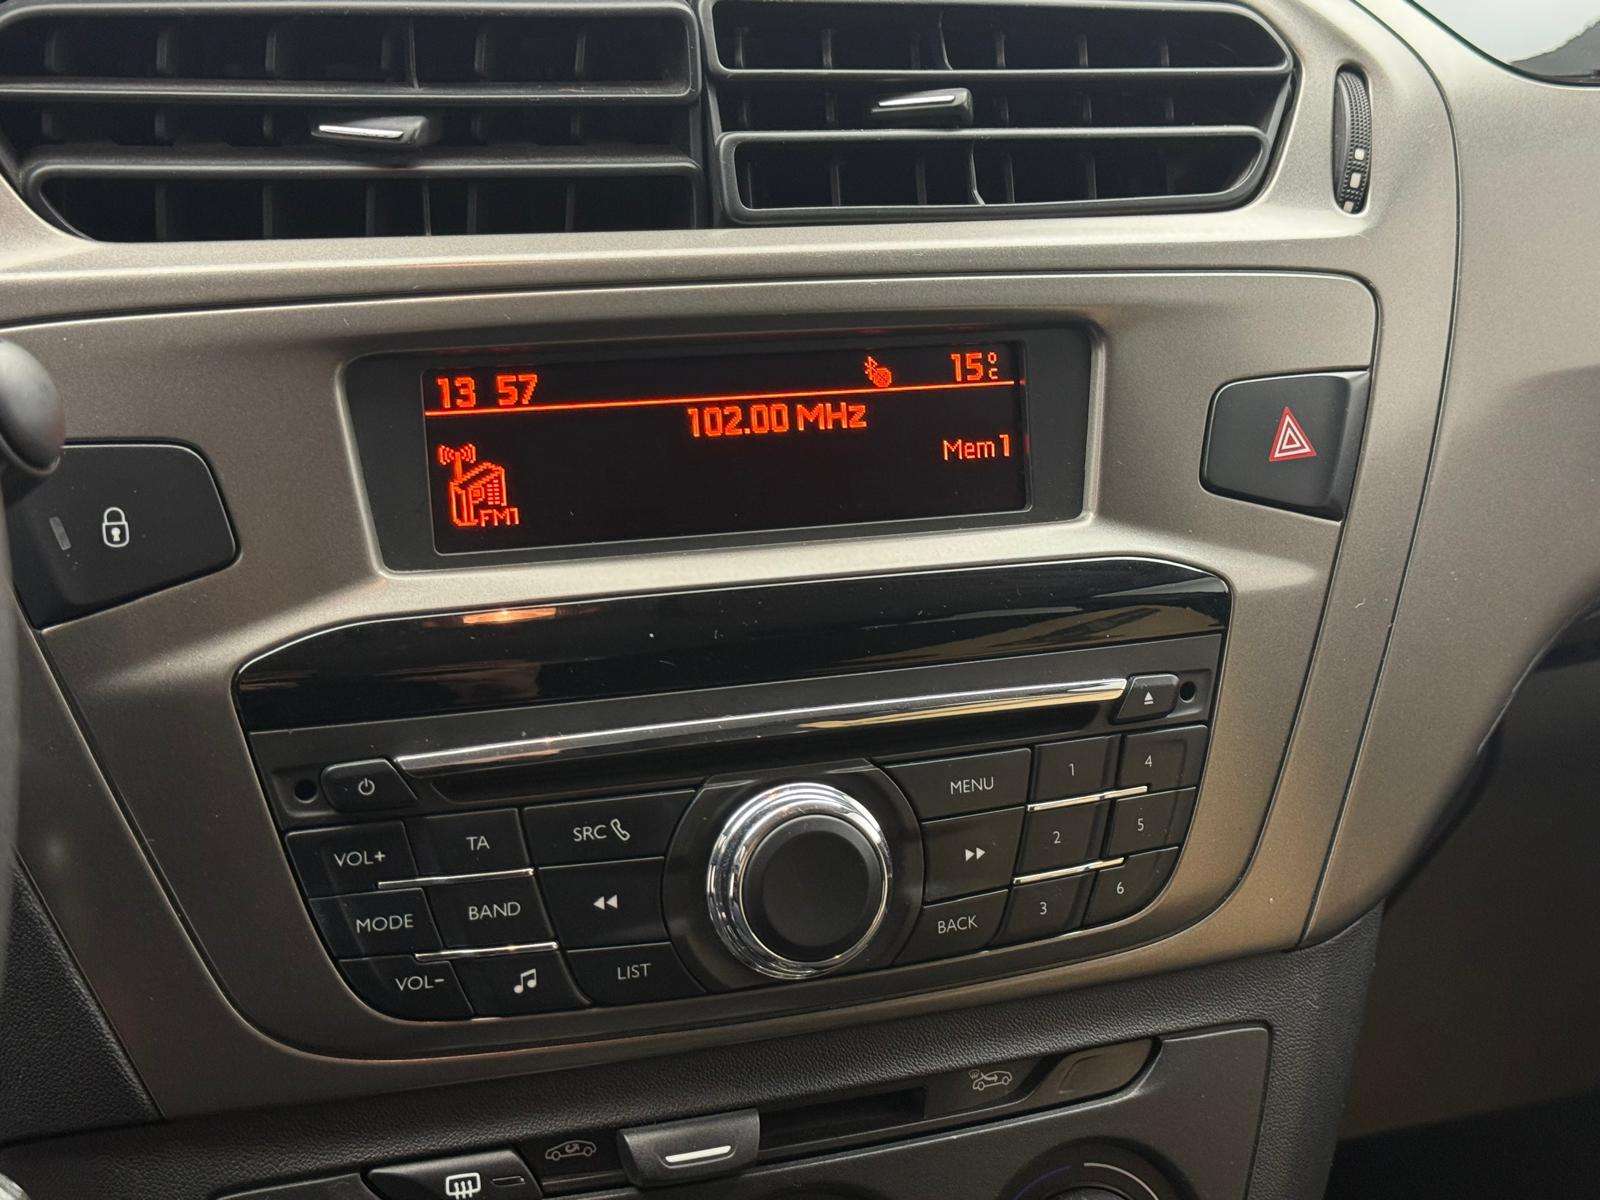 13 57
15°C
102.00 MHz
Mem 1
FM1
MENU
1
4
VOL+
TA
SRC
2
5
MODE
BAND
BACK
3
6
VOL-
LIST